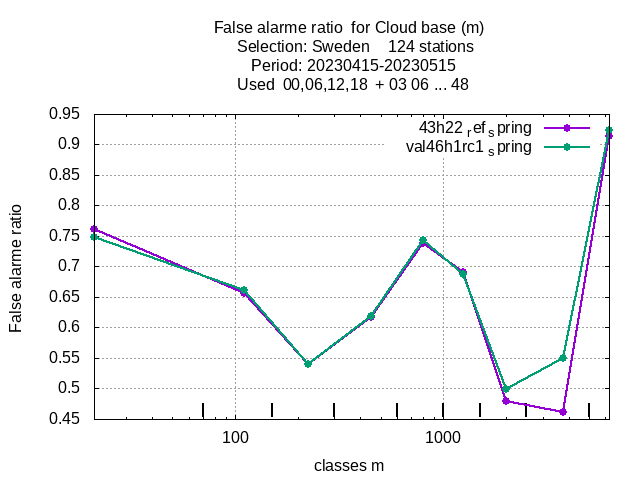 False alarme ratio for Cloud base (m)
Selection: Sweden 124 stations
Period: 20230415-20230515
Used 00,06,12,18 + 03 06 ... 48
43h22 refspring
val46h1rc1 spring
0.95
0.9
0.85
0.8
0.75
0.7
0.65
0.6
0.55
0.5
0.45
False alarme ratio
100 1000
classes m